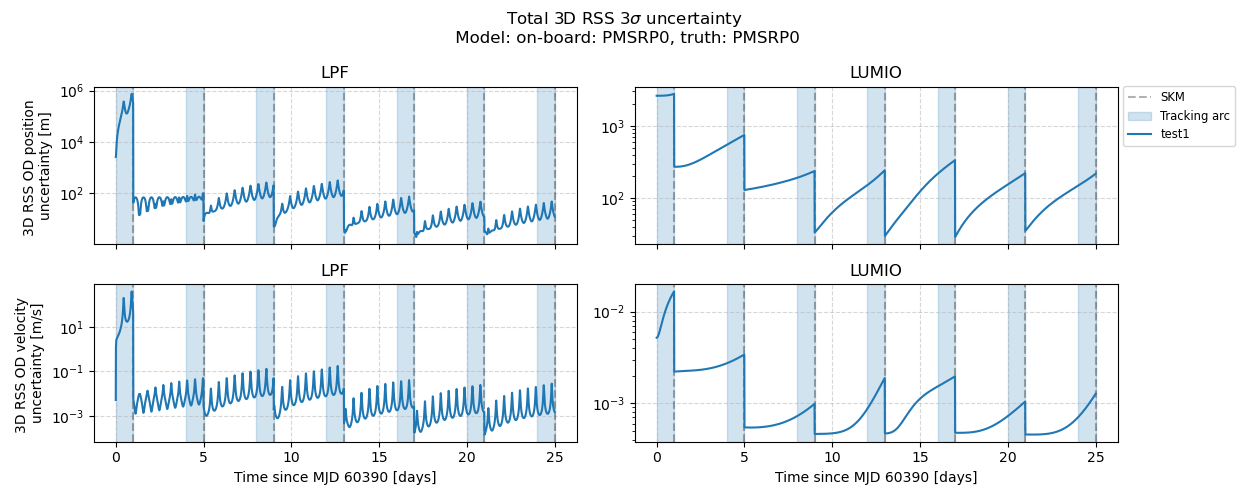 Total 3D RSS 3σ uncertainty
Model: on-board: PMSRP0, truth: PMSRP0
LPF
3D RSS OD position
uncertainty [m]
10^6
10^4
10^2
LUMIO
10^3
10^2
SKM
Tracking arc
test1
LPF
3D RSS OD velocity
uncertainty [m/s]
10^1
10^−1
10^−3
0 5 10 15 20 25
Time since MJD 60390 [days]
LUMIO
10^−2
10^−3
0 5 10 15 20 25
Time since MJD 60390 [days]